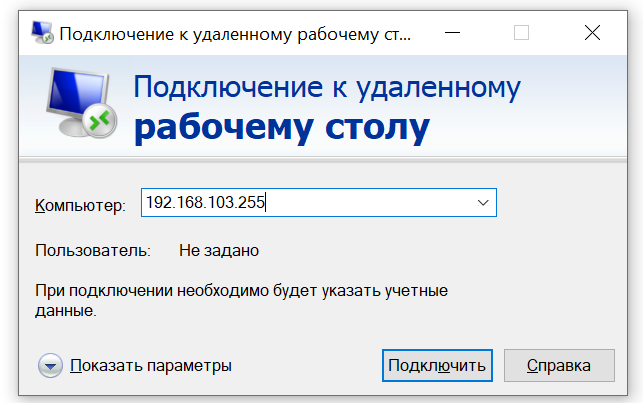 Подключение к удаленному рабочему ст...
Подключение к удаленному
рабочему столу
Компьютер: 192.168.103.255
Пользователь: Не задано
При подключении необходимо будет указать учетные
данные.
Показать параметры Подключить Справка